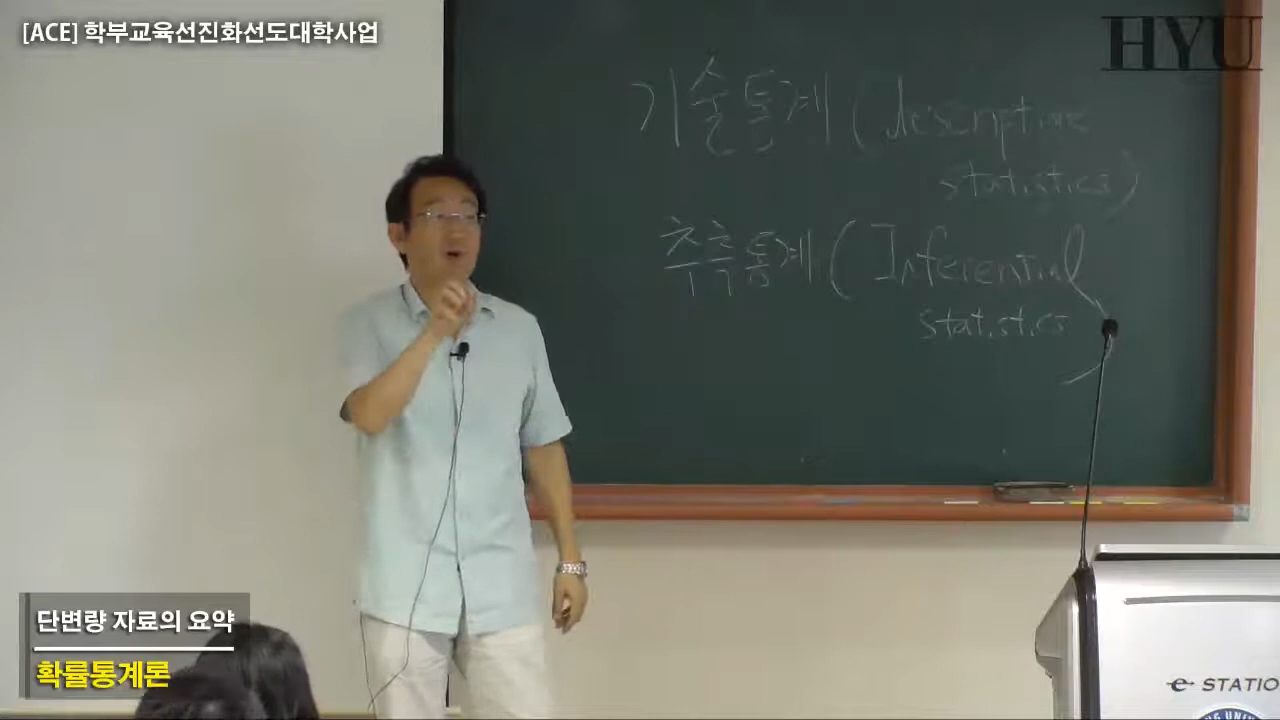 [ACE] 학부교육선진화선도대학사업
HYU
기술통계 (descriptive
statistics)
추측통계 (Inferential
statistics
단변량 자료의 요약
확률통계론
e- STATIO